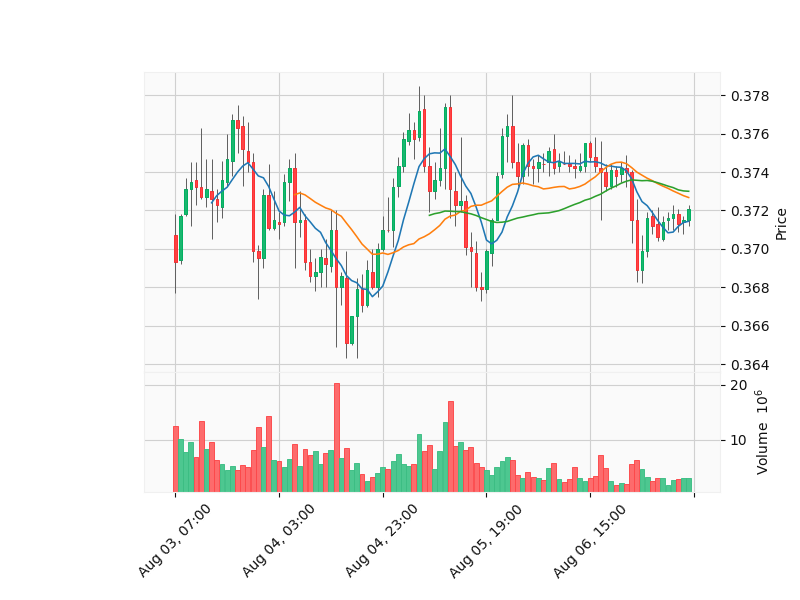 0.378
0.376
0.374
0.372
0.370
0.368
0.366
0.364
Price
20
10
Volume 10^6
Aug 03, 07:00
Aug 04, 03:00
Aug 04, 23:00
Aug 05, 19:00
Aug 06, 15:00